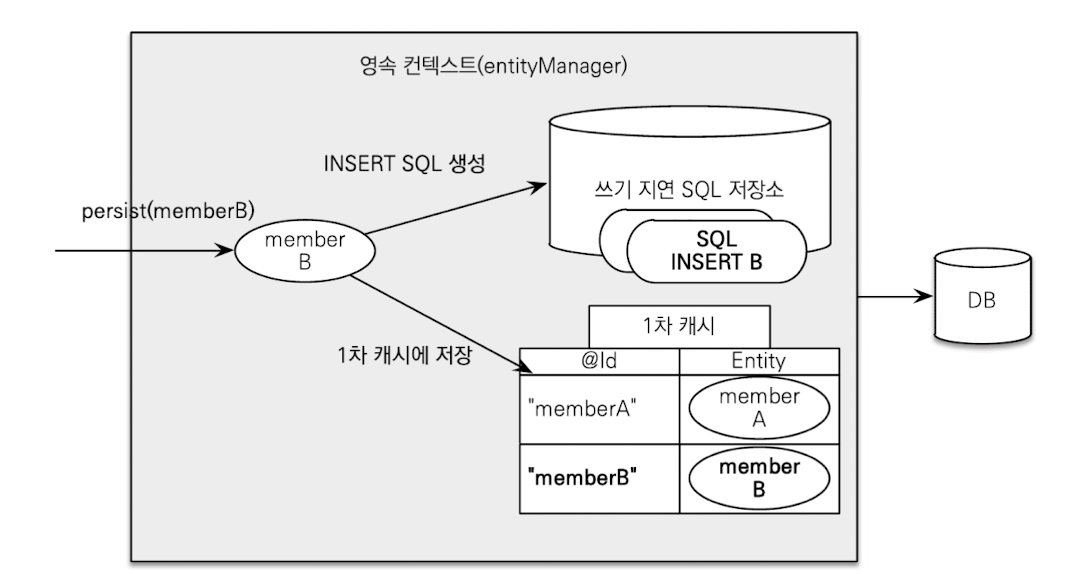 영속 컨텍스트(entityManager)
INSERT SQL 생성
쓰기 지연 SQL 저장소
persist(memberB)
member
B
SQL
INSERT B
DB
1차 캐시
1차 캐시에 저장
@Id
Entity
"memberA"
member
A
"memberB"
member
B